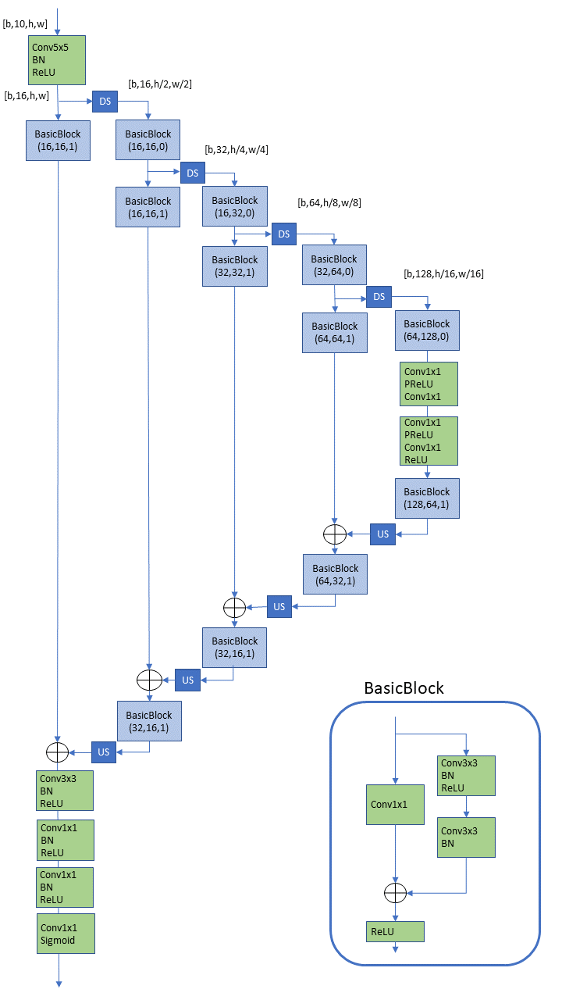 [b,10,h,w]
Conv5x5
BN
ReLU
[b,16,h,w]
DS
[b,16,h/2,w/2]
BasicBlock
(16,16,1)
BasicBlock
(16,16,0)
DS
[b,32,h/4,w/4]
BasicBlock
(16,16,1)
BasicBlock
(16,32,0)
DS
[b,64,h/8,w/8]
BasicBlock
(32,32,1)
BasicBlock
(32,64,0)
DS
[b,128,h/16,w/16]
BasicBlock
(64,64,1)
BasicBlock
(64,128,0)
Conv1x1
PReLU
Conv1x1
Conv1x1
PReLU
Conv1x1
ReLU
BasicBlock
(128,64,1)
US
BasicBlock
(64,32,1)
US
BasicBlock
(32,16,1)
US
BasicBlock
(32,16,1)
US
Conv3x3
BN
ReLU
Conv1x1
BN
ReLU
Conv1x1
BN
ReLU
Conv1x1
Sigmoid
BasicBlock
Conv3x3
BN
ReLU
Conv1x1
Conv3x3
BN
ReLU